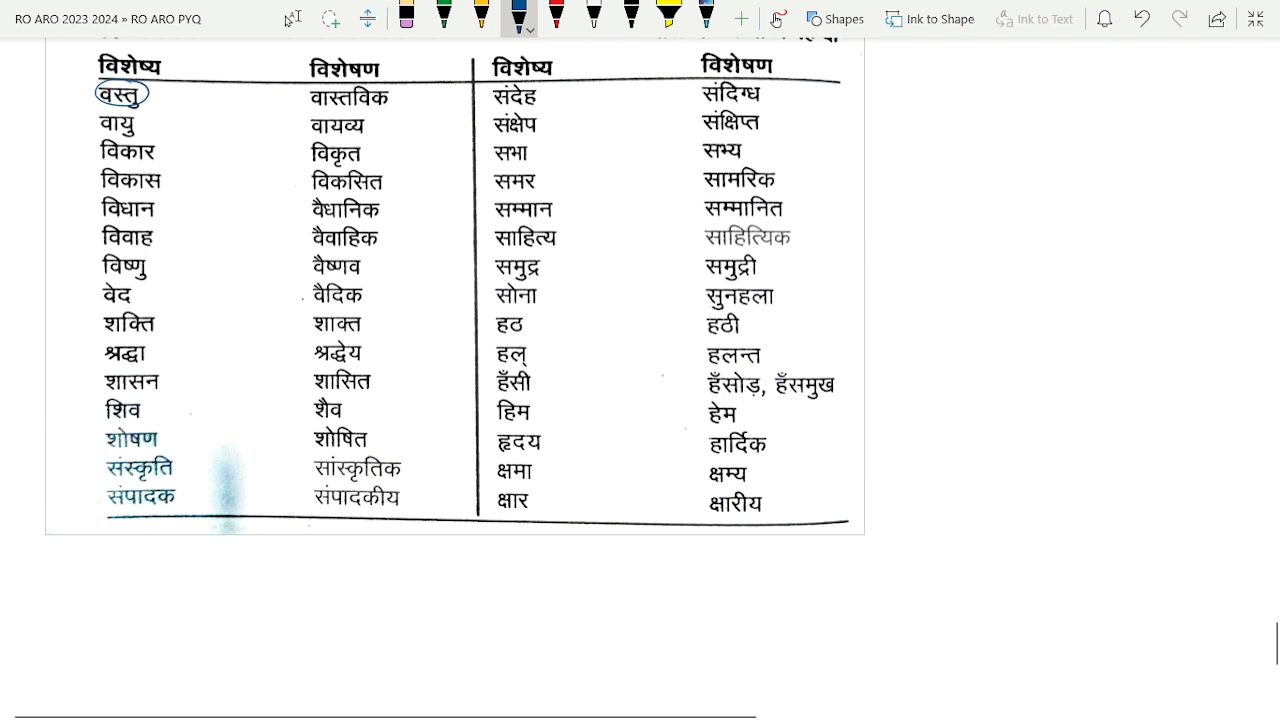 RO ARO 2023 2024 » RO ARO PYQ Shapes Ink to Shape Ink to Text
विशेष्य विशेषण विशेष्य विशेषण
वस्तु वास्तविक संदेह संदिग्ध
वायु वायव्य संक्षेप संक्षिप्त
विकार विकृत सभा सभ्य
विकास विकसित समर सामरिक
विधान वैधानिक सम्मान सम्मानित
विवाह वैवाहिक साहित्य साहित्यिक
विष्णु वैष्णव समुद्र समुद्री
वेद वैदिक सोना सुनहला
शक्ति शाक्त हठ हठी
श्रद्धा श्रद्धेय हल् हलन्त
शासन शासित हँसी हँसोड़, हँसमुख
शिव शैव हिम हेम
शोषण शोषित हृदय हार्दिक
संस्कृति सांस्कृतिक क्षमा क्षम्य
संपादक संपादकीय क्षार क्षारीय